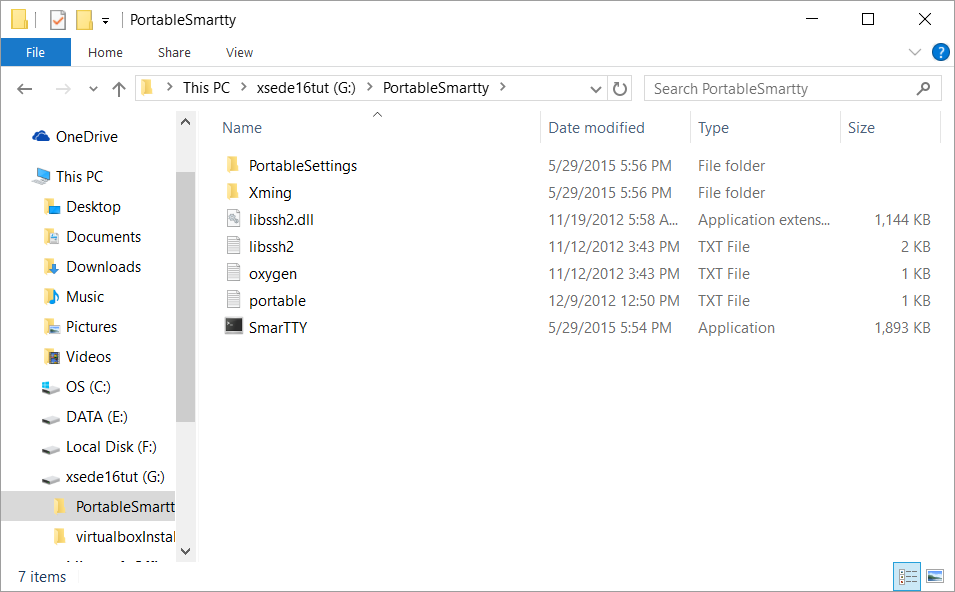 PortableSmartty
File Home Share View
This PC xsede16tut (G:) PortableSmartty
Search PortableSmartty
OneDrive
This PC
Desktop
Documents
Downloads
Music
Pictures
Videos
OS (C:)
DATA (E:)
Local Disk (F:)
xsede16tut (G:)
PortableSmartt
virtualboxInstal
Name Date modified Type Size
PortableSettings 5/29/2015 5:56 PM File folder
Xming 5/29/2015 5:56 PM File folder
libssh2.dll 11/19/2012 5:58 A... Application extens... 1,144 KB
libssh2 11/12/2012 3:43 PM TXT File 2 KB
oxygen 11/12/2012 3:43 PM TXT File 1 KB
portable 12/9/2012 12:50 PM TXT File 1 KB
SmarTTY 5/29/2015 5:54 PM Application 1,893 KB
7 items